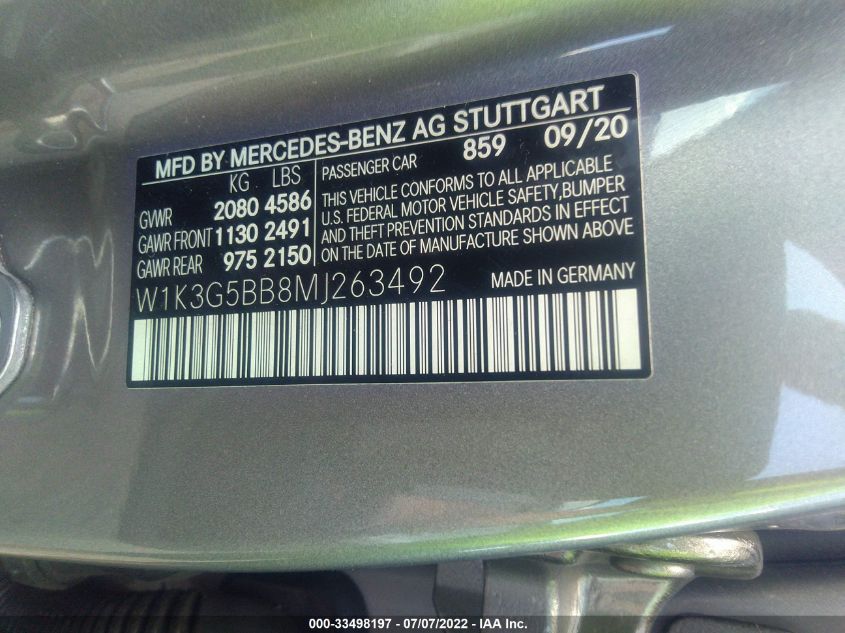 MFD BY MERCEDES-BENZ AG STUTTGART
KG LBS
GVWR 2080 4586
GAWR FRONT 1130 2491
GAWR REAR 975 2150
PASSENGER CAR 859 09/20
THIS VEHICLE CONFORMS TO ALL APPLICABLE
U.S. FEDERAL MOTOR VEHICLE SAFETY,BUMPER
AND THEFT PREVENTION STANDARDS IN EFFECT
ON THE DATE OF MANUFACTURE SHOWN ABOVE
W1K3G5BB8MJ263492
MADE IN GERMANY
000-33498197 - 07/07/2022 - IAA Inc.